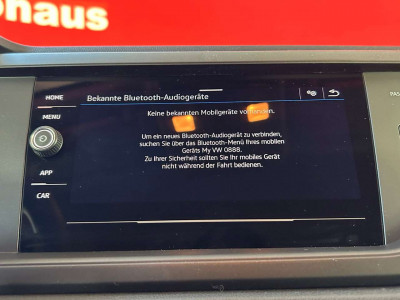 ohaus
HOME
MENU
APP
CAR
PAS
Bekannte Bluetooth-Audiogeräte
Keine bekannten Mobilgeräte vorhanden.
Um ein neues Bluetooth-Audiogerät zu verbinden,
suchen Sie über das Bluetooth-Menü Ihres mobilen
Geräts My VW 0888.
Zu Ihrer Sicherheit sollten Sie Ihr mobiles Gerät
nicht während der Fahrt bedienen.